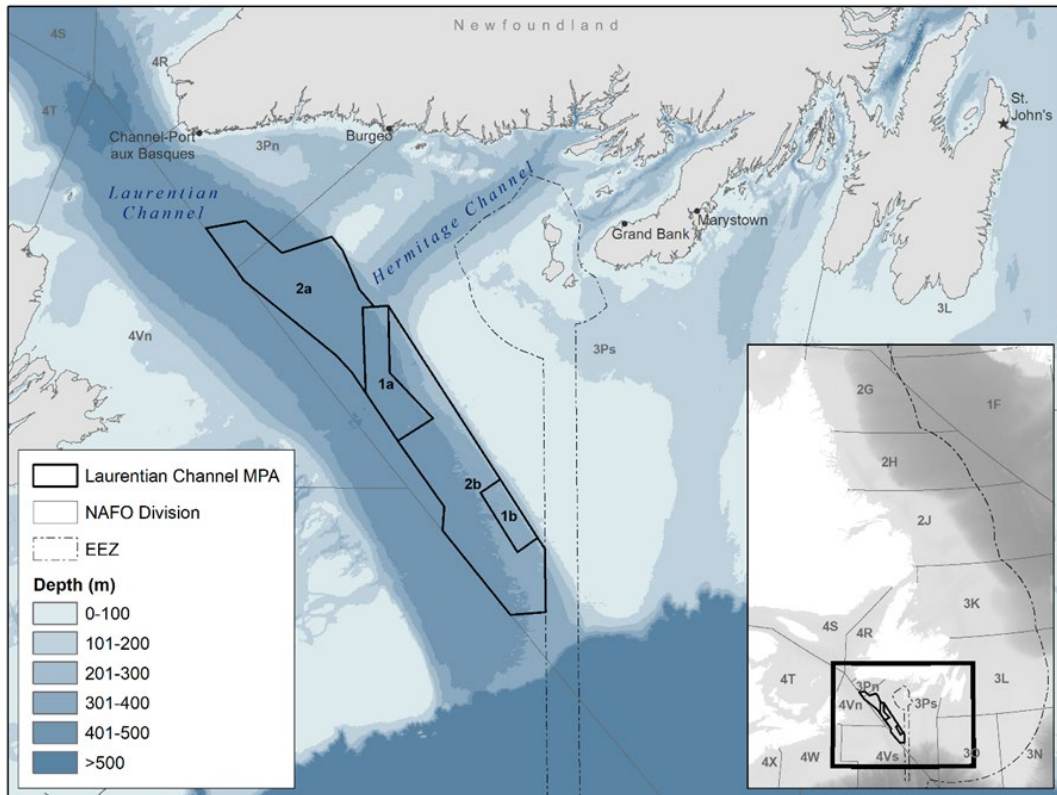 Newfoundland
4S
4R
4T
St.
John's
Channel-Port
aux Basques
Burgeo
3Pn
Laurentian
Channel
Hermitage Channel
Marystown
Grand Bank
2a
3L
4Vn
3Ps
1a
2b
1b
Laurentian Channel MPA
NAFO Division
EEZ
Depth (m)
0-100
101-200
201-300
301-400
401-500
>500
2G
1F
2H
2J
3K
4S
4R
4T
3Pn
3L
4Vn
3Ps
4X
4W
4Vs
3O
3N